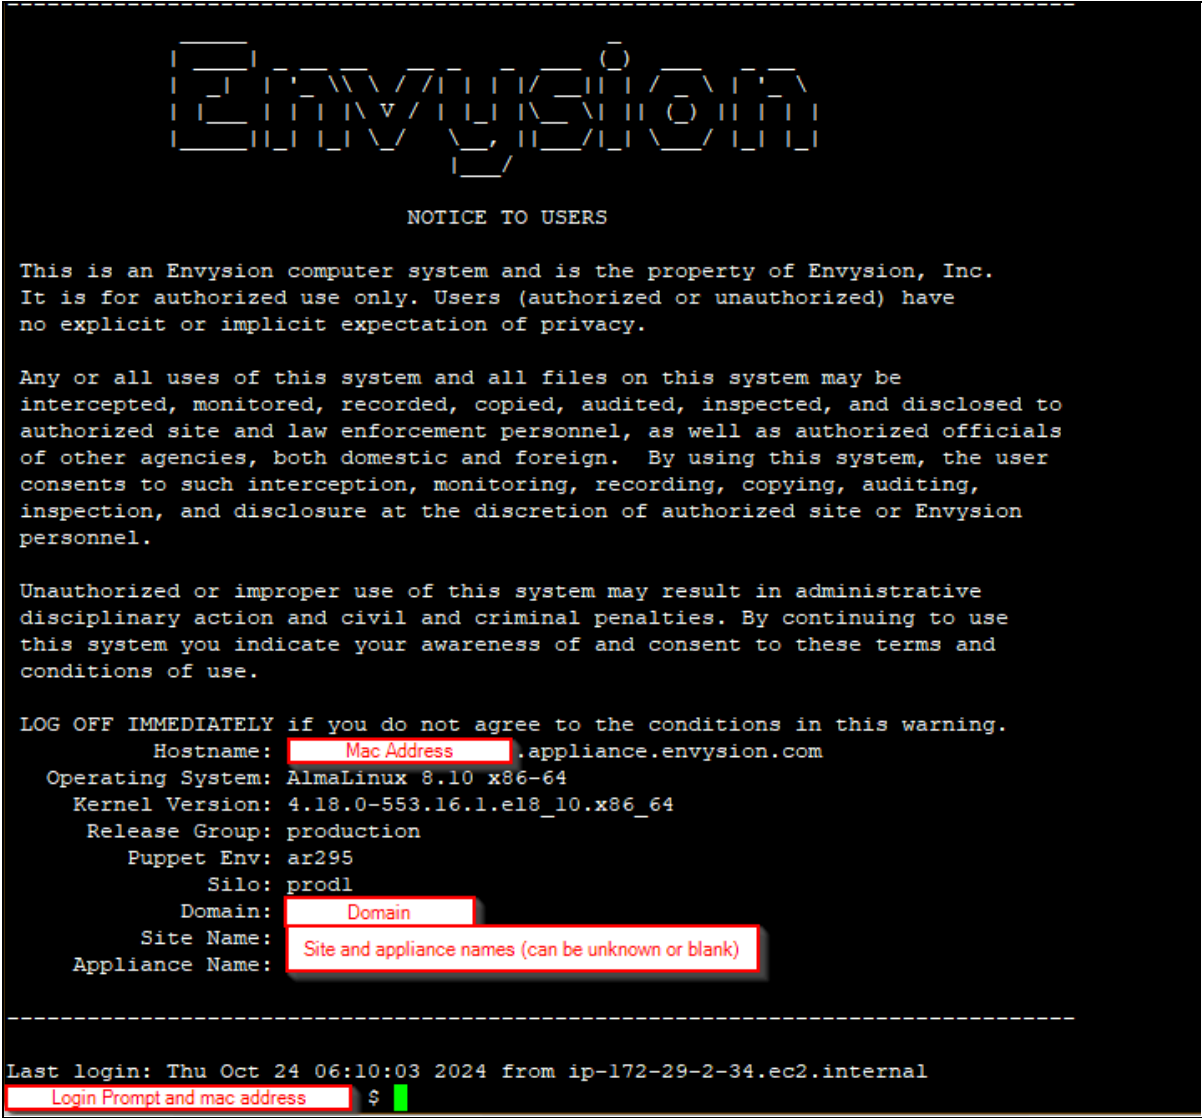 Envysion
NOTICE TO USERS
This is an Envysion computer system and is the property of Envysion, Inc.
It is for authorized use only. Users (authorized or unauthorized) have
no explicit or implicit expectation of privacy.
Any or all uses of this system and all files on this system may be
intercepted, monitored, recorded, copied, audited, inspected, and disclosed to
authorized site and law enforcement personnel, as well as authorized officials
of other agencies, both domestic and foreign.  By using this system, the user
consents to such interception, monitoring, recording, copying, auditing,
inspection, and disclosure at the discretion of authorized site or Envysion
personnel.
Unauthorized or improper use of this system may result in administrative
disciplinary action and civil and criminal penalties. By continuing to use
this system you indicate your awareness of and consent to these terms and
conditions of use.
LOG OFF IMMEDIATELY if you do not agree to the conditions in this warning.
Hostname: Mac Address .appliance.envysion.com
Operating System: AlmaLinux 8.10 x86-64
Kernel Version: 4.18.0-553.16.1.el8_10.x86_64
Release Group: production
Puppet Env: ar295
Silo: prod1
Domain: Domain
Site Name:
Site and appliance names (can be unknown or blank)
Appliance Name:
Last login: Thu Oct 24 06:10:03 2024 from ip-172-29-2-34.ec2.internal
Login Prompt and mac address $